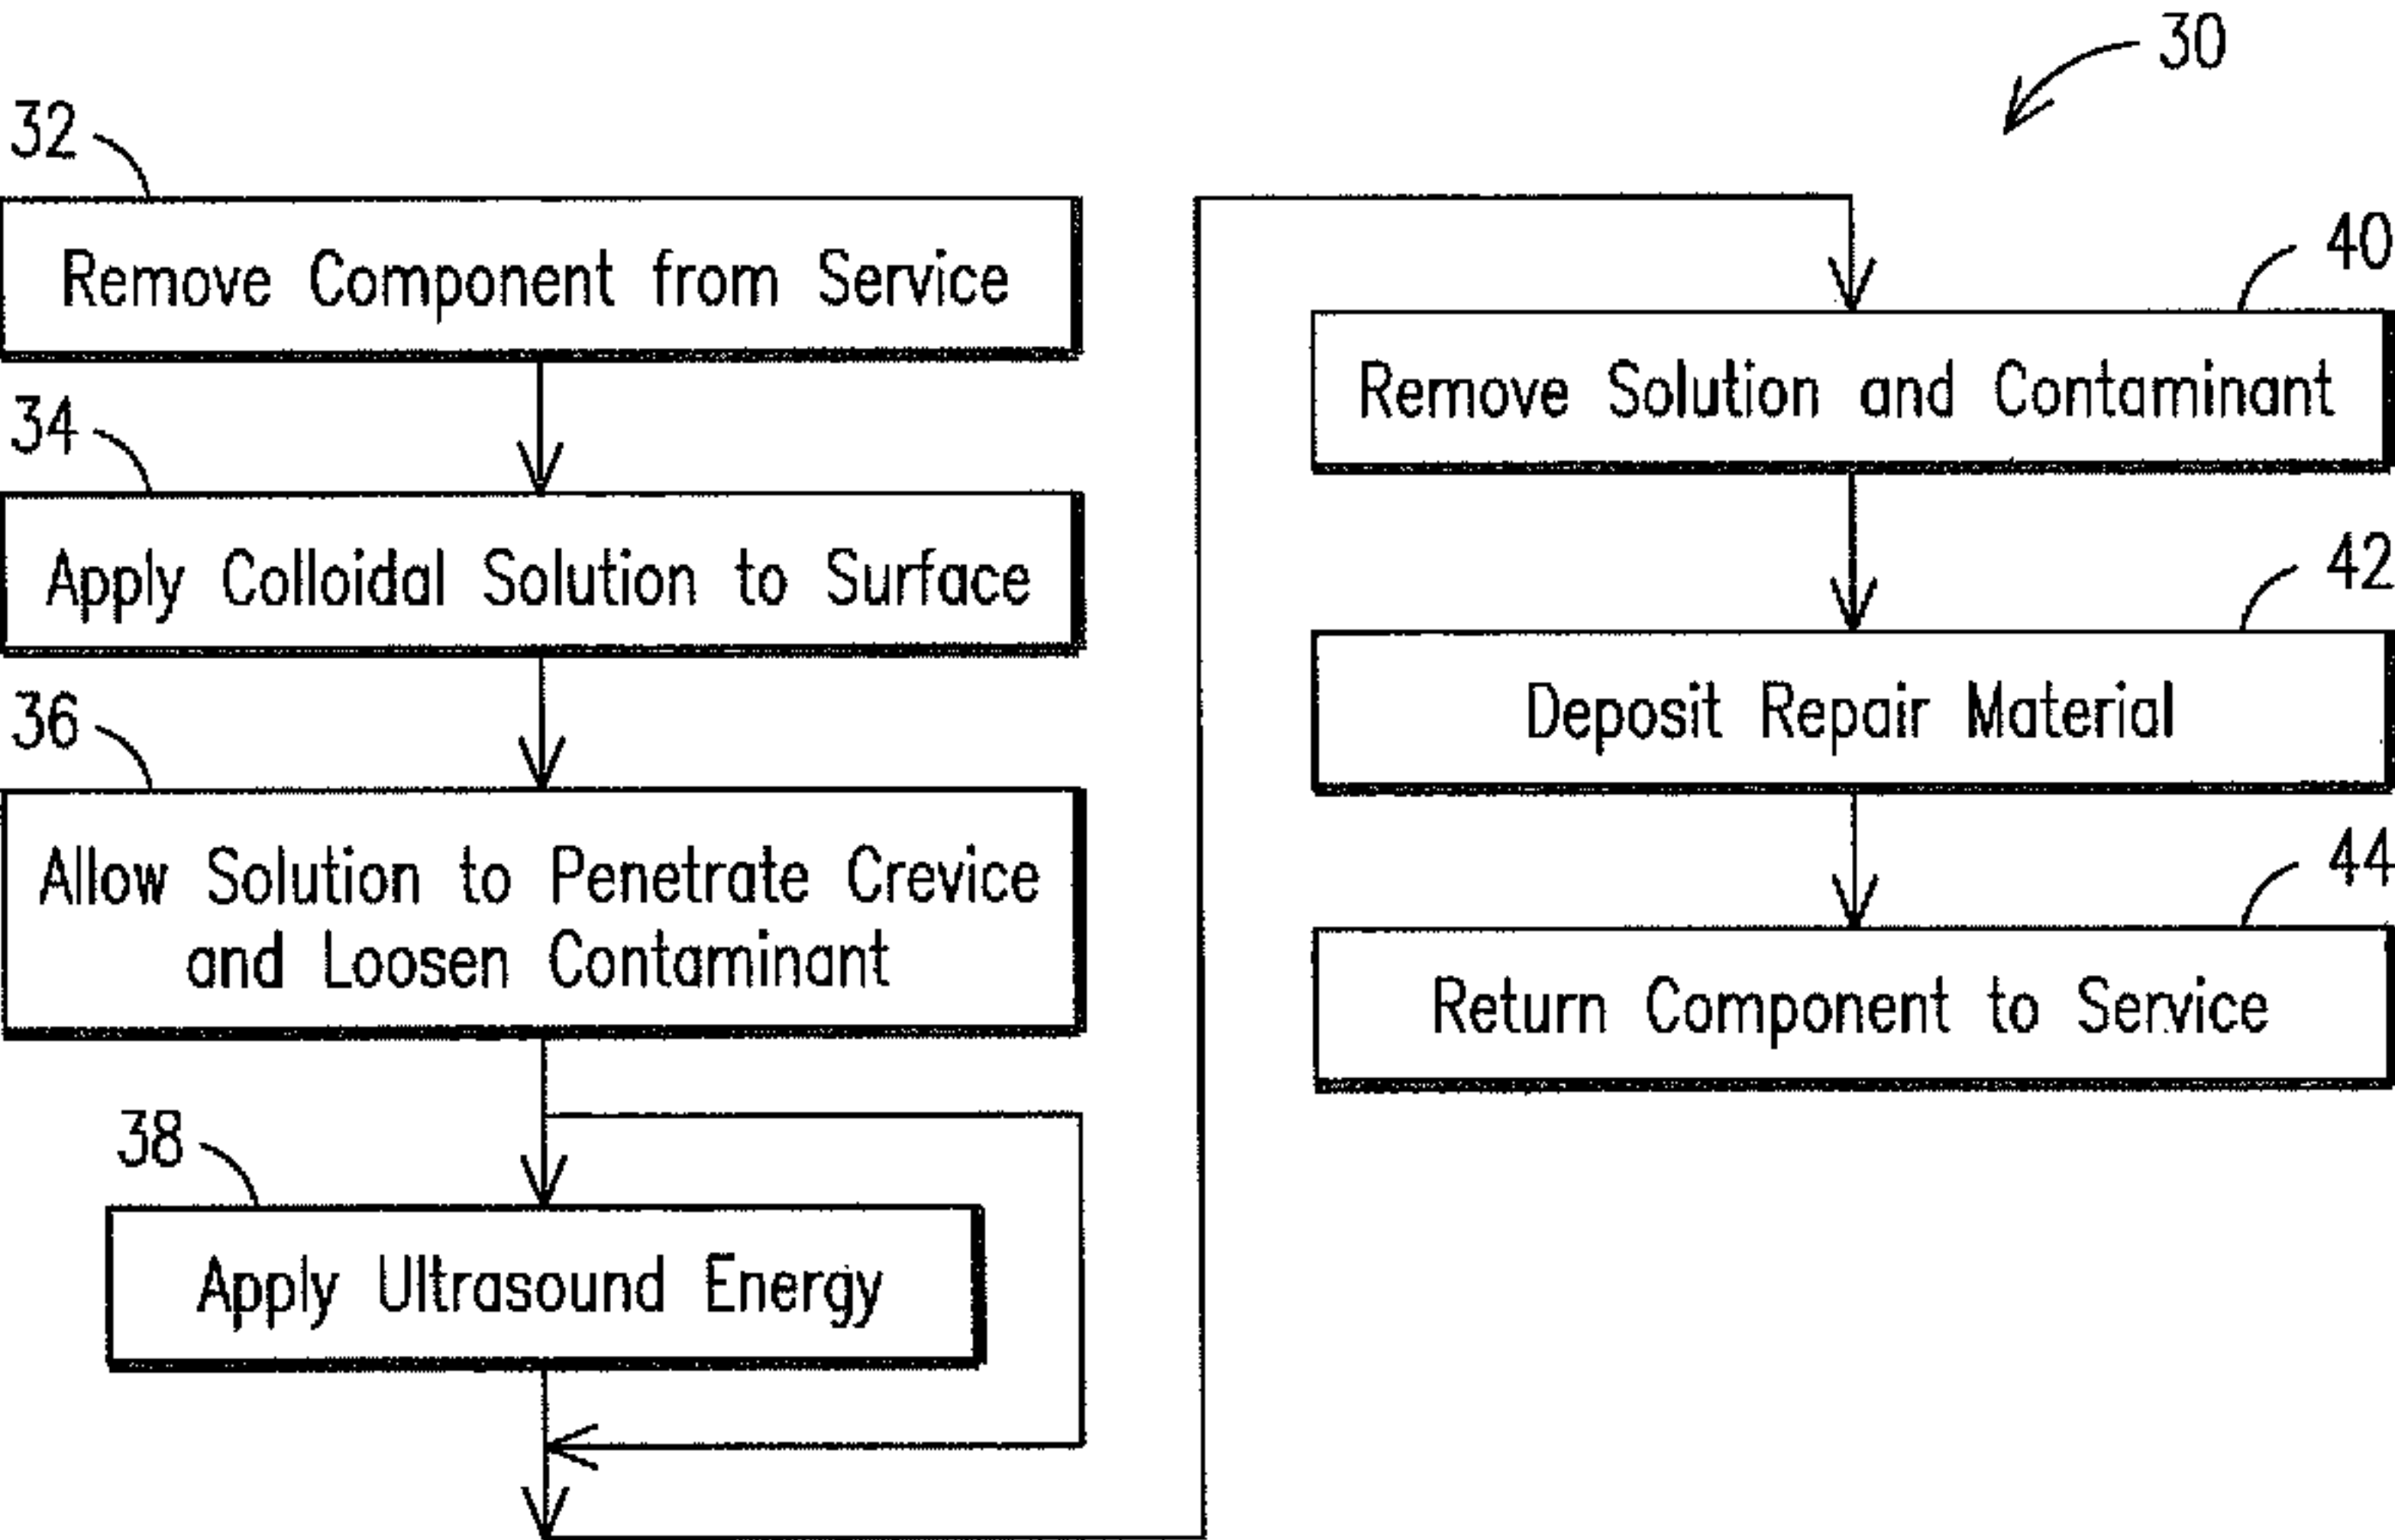 30
32
Remove Component from Service
34
Apply Colloidal Solution to Surface
36
Allow Solution to Penetrate Crevice
and Loosen Contaminant
38
Apply Ultrasound Energy
40
Remove Solution and Contaminant
42
Deposit Repair Material
44
Return Component to Service